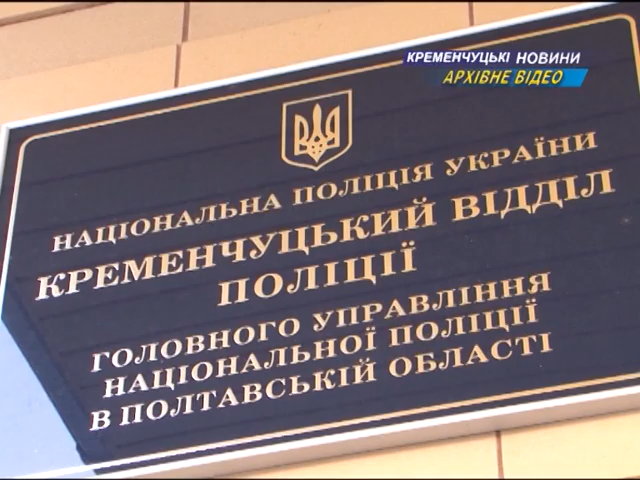 КРЕМЕНЧУЦЬКІ НОВИНИ
АРХІВНЕ ВІДЕО
НАЦІОНАЛЬНА ПОЛІЦІЯ УКРАЇНИ
КРЕМЕНЧУЦЬКИЙ ВІДДІЛ
ПОЛІЦІЇ
ГОЛОВНОГО УПРАВЛІННЯ
НАЦІОНАЛЬНОЇ ПОЛІЦІЇ
В ПОЛТАВСЬКІЙ ОБЛАСТІ